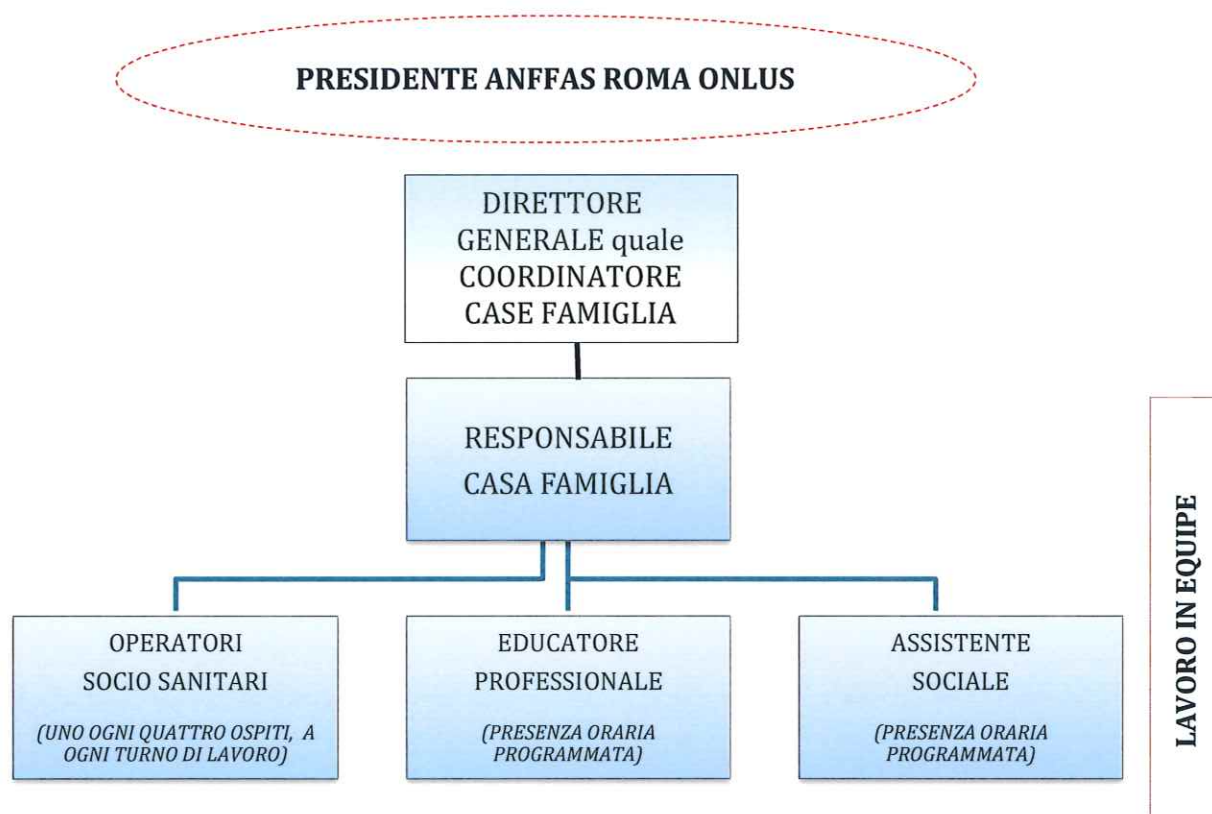 PRESIDENTE ANFFAS ROMA ONLUS
DIRETTORE
GENERALE quale
COORDINATORE
CASE FAMIGLIA
RESPONSABILE
CASA FAMIGLIA
OPERATORI
SOCIO SANITARI
(UNO OGNI QUATTRO OSPITI, A
OGNI TURNO DI LAVORO)
EDUCATORE
PROFESSIONALE
(PRESENZA ORARIA
PROGRAMMATA)
ASSISTENTE
SOCIALE
(PRESENZA ORARIA
PROGRAMMATA)
LAVORO IN EQUIPE